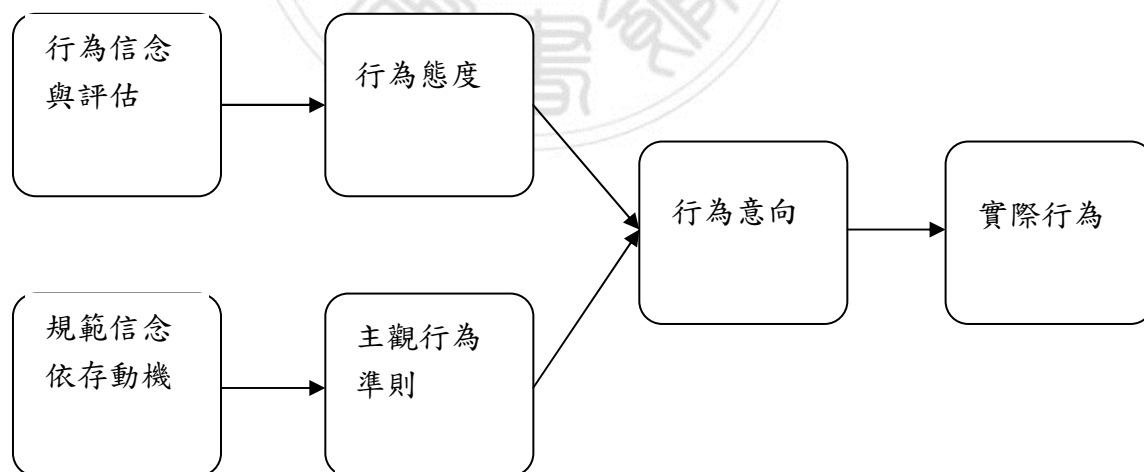 行為信念
與評估
行為態度
規範信念
依存動機
主觀行為
準則
行為意向
實際行為